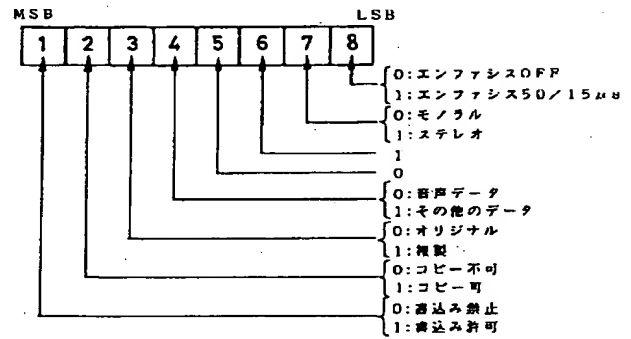 MSB LSB
1 2 3 4 5 6 7 8
0:エンファシスOFF
1:エンファシス50/15μs
0:モノラル
1:ステレオ
1
0
0:音声データ
1:その他のデータ
0:オリジナル
1:複製
0:コピー不可
1:コピー可
0:書込み禁止
1:書込み許可